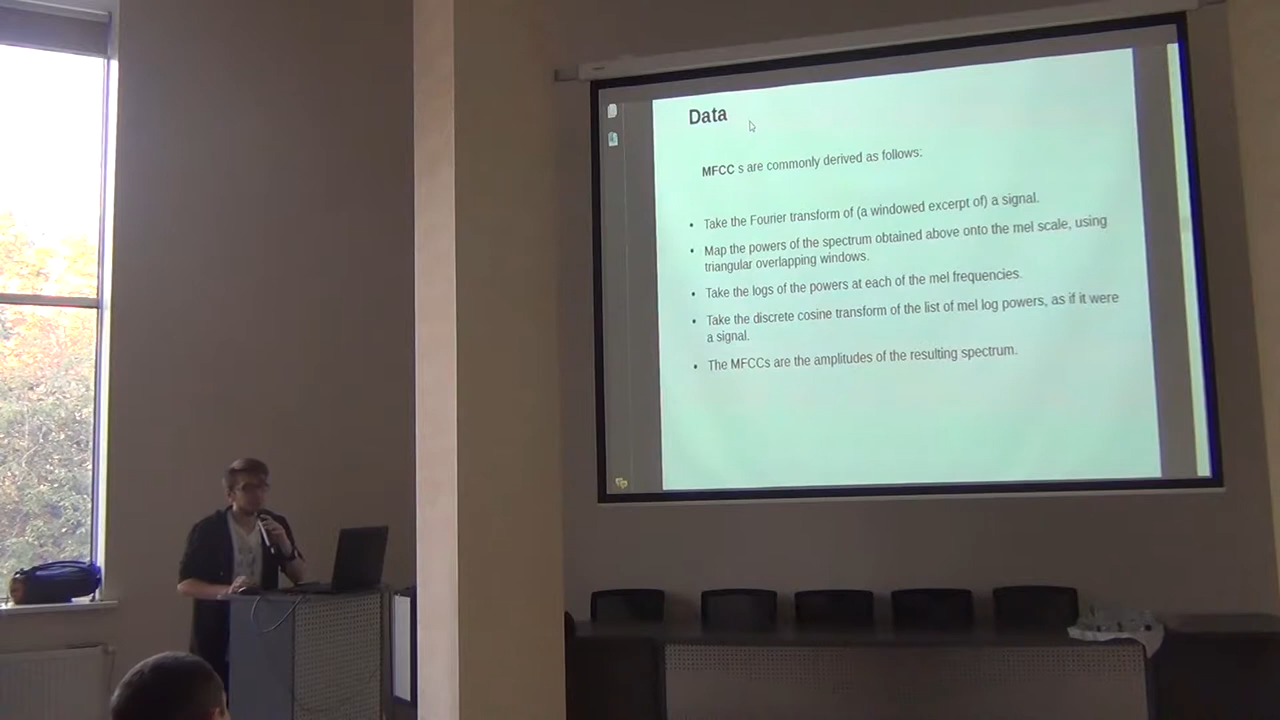 Data
MFCC s are commonly derived as follows:
• Take the Fourier transform of (a windowed excerpt of) a signal.
• Map the powers of the spectrum obtained above onto the mel scale, using
triangular overlapping windows.
• Take the logs of the powers at each of the mel frequencies.
• Take the discrete cosine transform of the list of mel log powers, as if it were
a signal.
• The MFCCs are the amplitudes of the resulting spectrum.